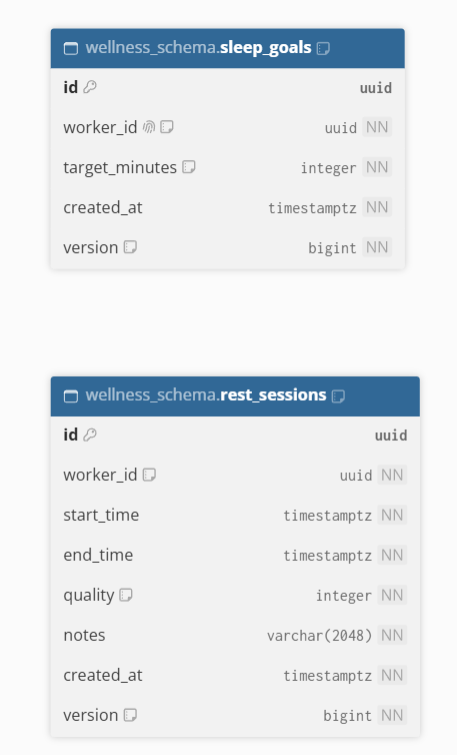 wellness_schema.sleep_goals
id uuid
worker_id uuid NN
target_minutes integer NN
created_at timestamptz NN
version bigint NN
wellness_schema.rest_sessions
id uuid
worker_id uuid NN
start_time timestamptz NN
end_time timestamptz NN
quality integer NN
notes varchar(2048) NN
created_at timestamptz NN
version bigint NN